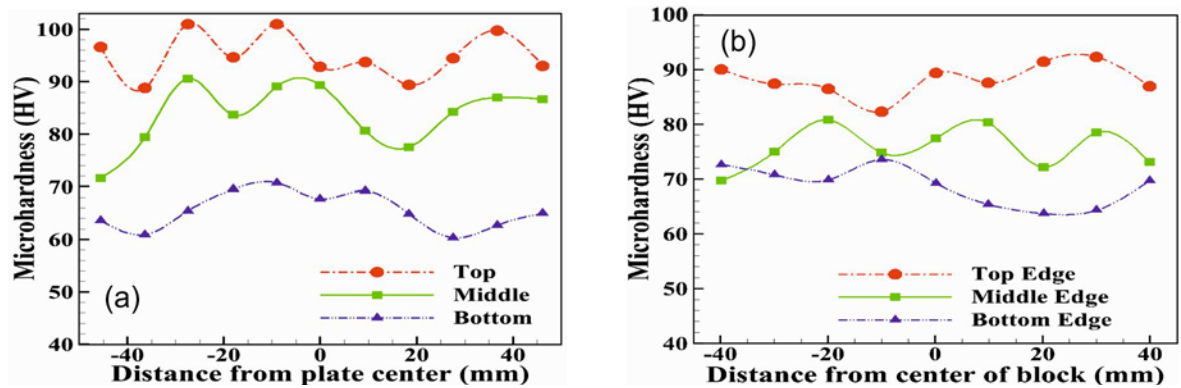 Microhardness (HV)
100
90
80
70
60
50
40
(a)
Top
Middle
Bottom
-40 -20 0 20 40
Distance from plate center (mm)
Microhardness (HV)
100
90
80
70
60
50
40
(b)
Top Edge
Middle Edge
Bottom Edge
-40 -20 0 20 40
Distance from center of block (mm)